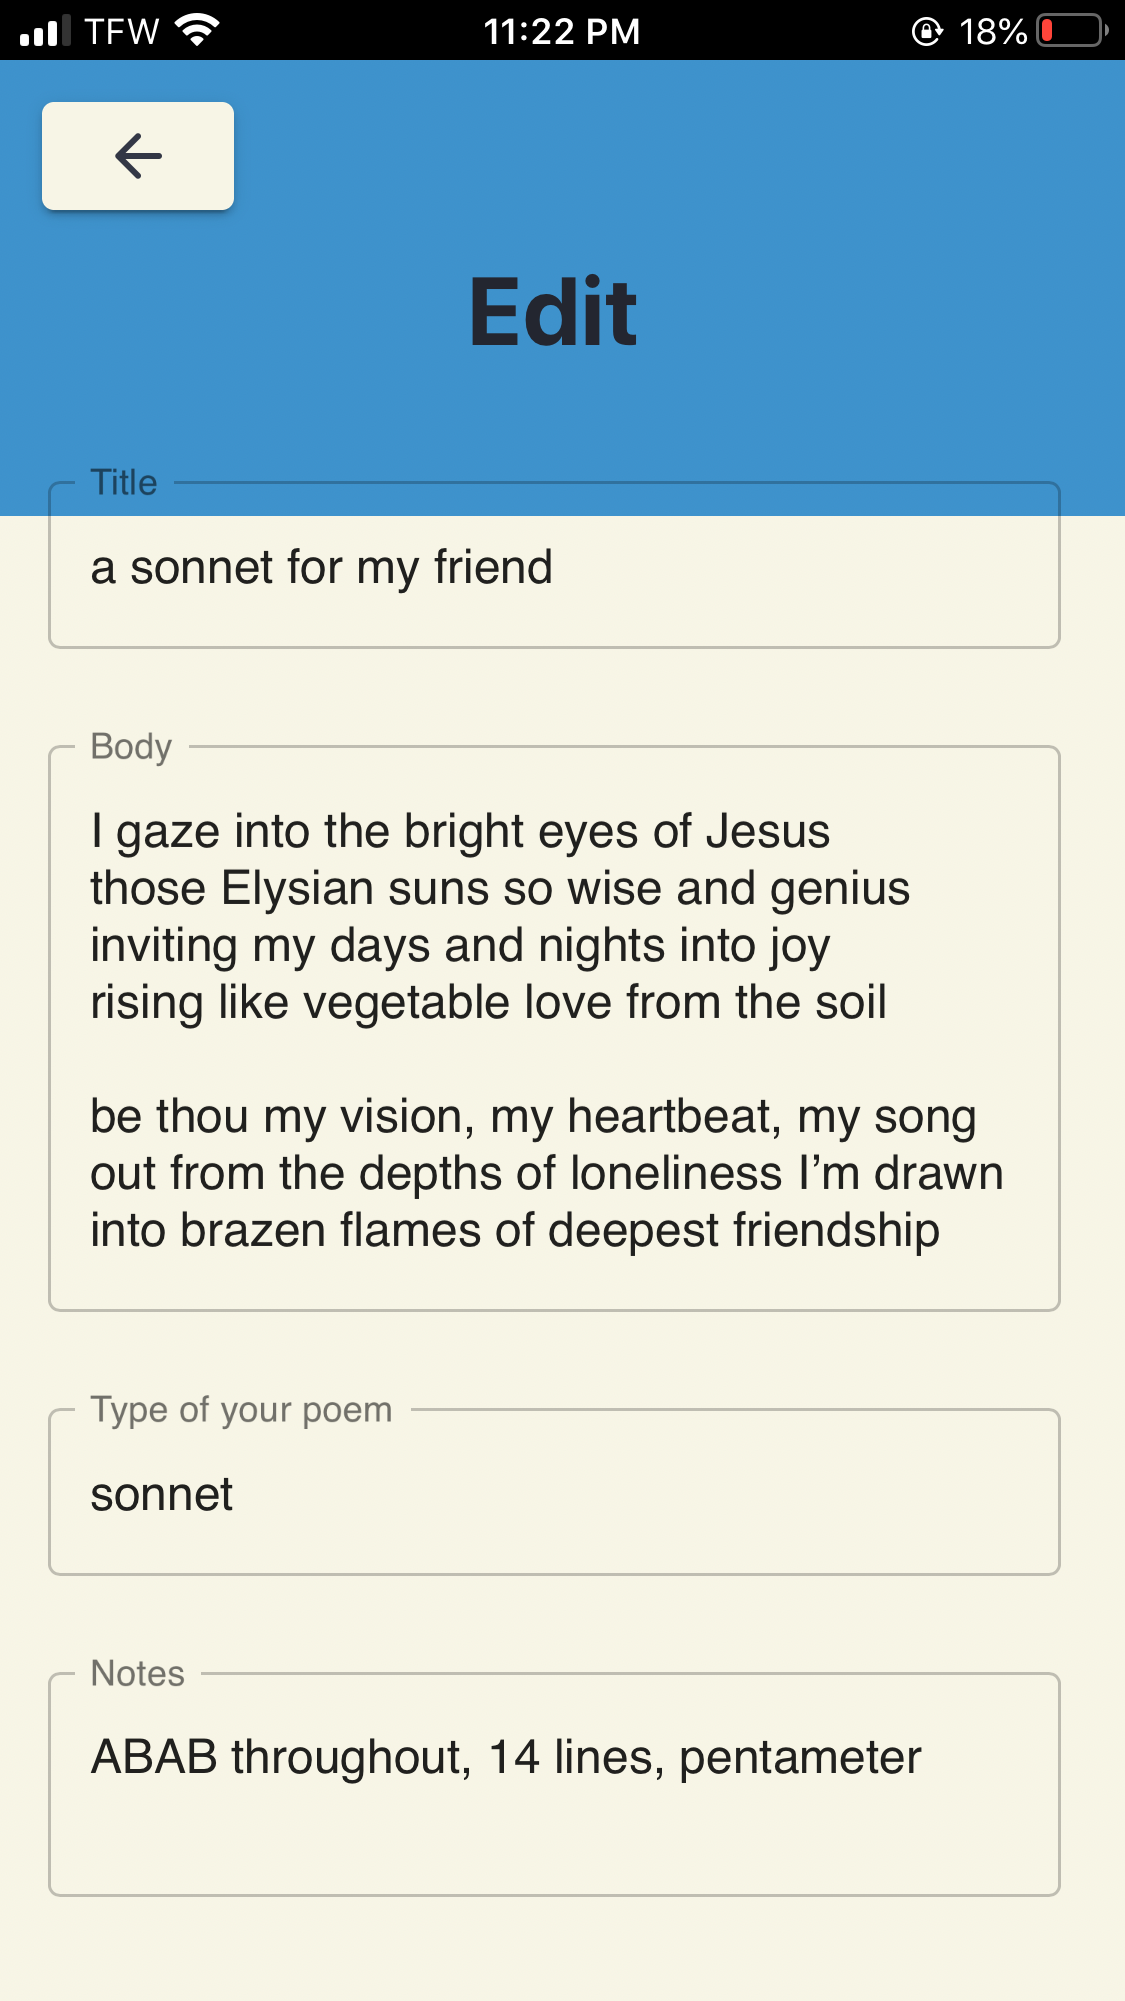 TFW 11:22 PM 18%
Edit
Title
a sonnet for my friend
Body
I gaze into the bright eyes of Jesus
those Elysian suns so wise and genius
inviting my days and nights into joy
rising like vegetable love from the soil
be thou my vision, my heartbeat, my song
out from the depths of loneliness I’m drawn
into brazen flames of deepest friendship
Type of your poem
sonnet
Notes
ABAB throughout, 14 lines, pentameter